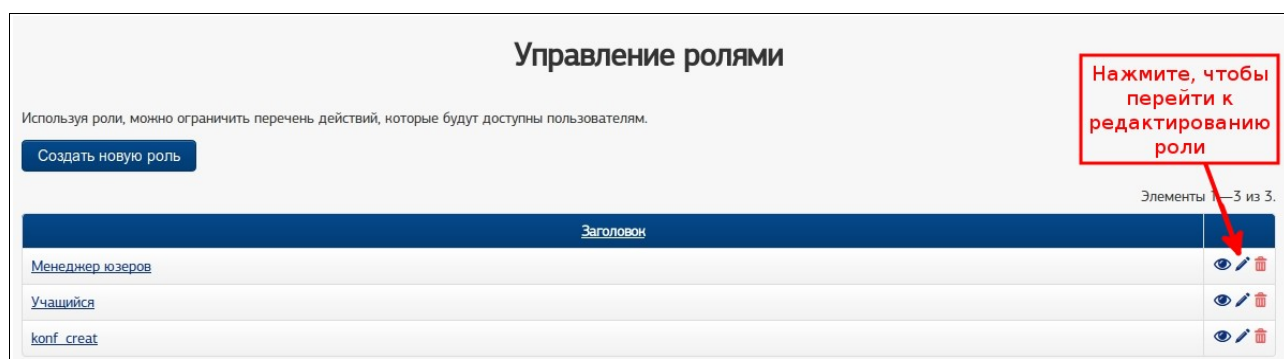 Управление ролями
Нажмите, чтобы
перейти к
редактированию
роли
Используя роли, можно ограничить перечень действий, которые будут доступны пользователям.
Создать новую роль
Элементы 1—3 из 3.
Заголовок
Менеджер юзеров
Учащийся
konf_creat